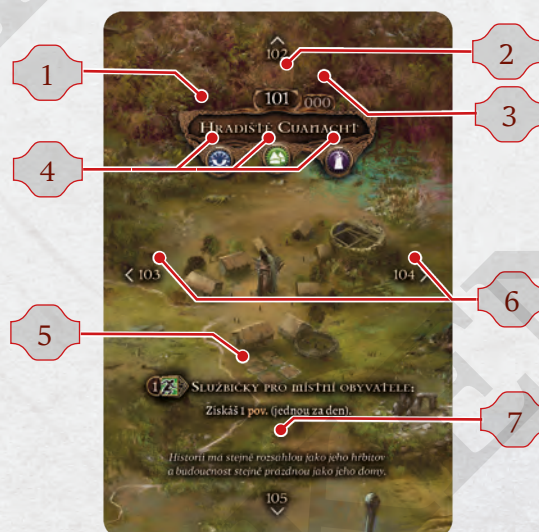 102
1
2
3
101 000
Hradiště Cuanacht
4
< 103
104 >
5
6
1 Službičky pro místní obyvatele:
Získáš 1 pov. (jednou za den).
7
Historii má stejně rozsáhlou jako jeho hřbitov
a budoucnost stejně prázdnou jako jeho domy.
105